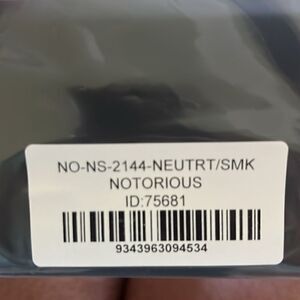 NO-NS-2144-NEUTRT/SMK
NOTORIOUS
ID:75681
9343963094534